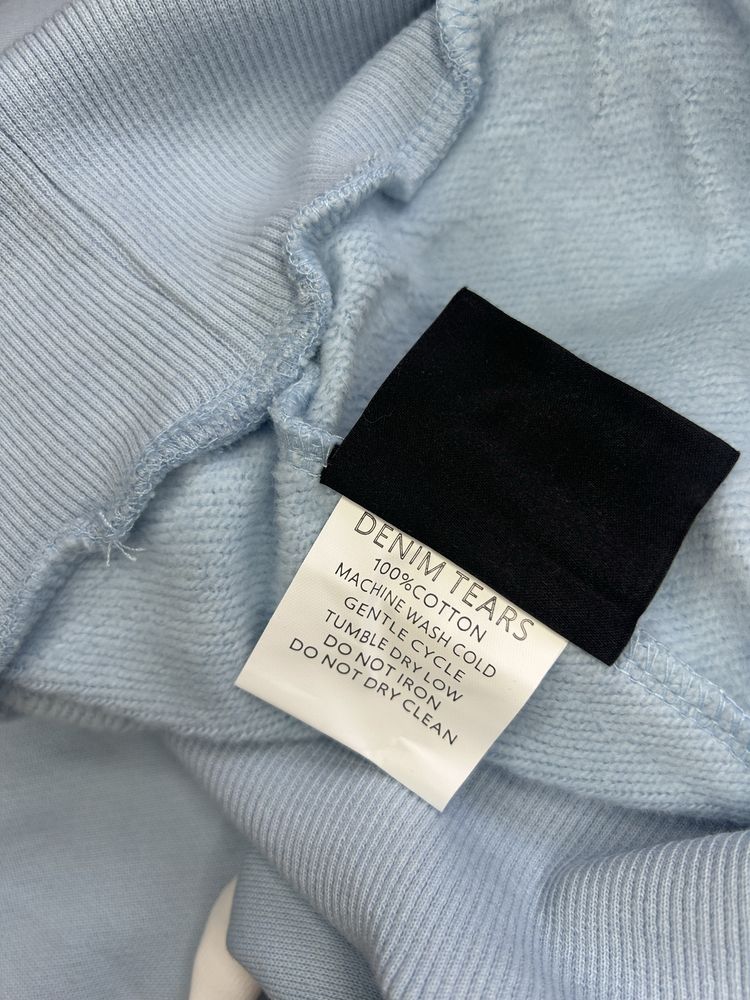 DENIM TEARS
100%COTTON
MACHINE WASH COLD
GENTLE CYCLE
TUMBLE DRY LOW
DO NOT IRON
DO NOT DRY CLEAN